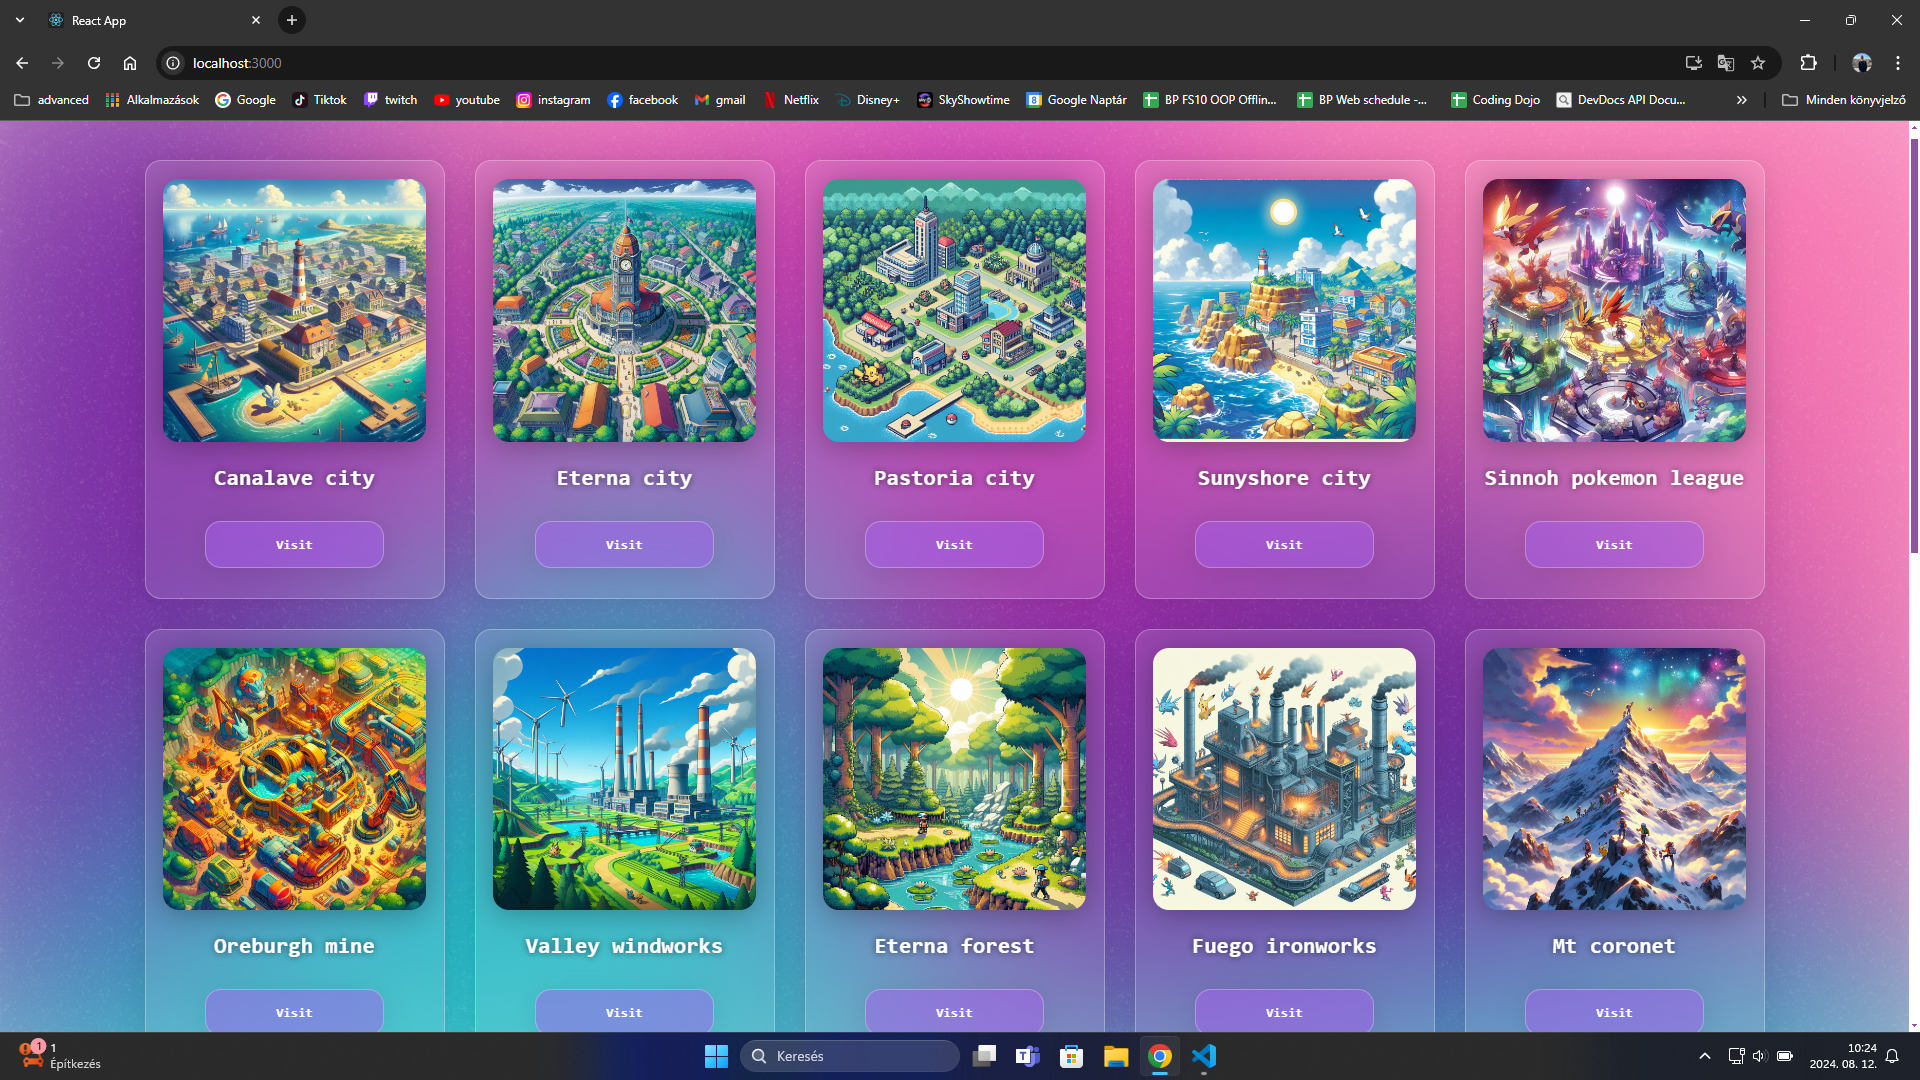 React App
localhost:3000
advanced Alkalmazások Google Tiktok twitch youtube instagram facebook gmail Netflix Disney+ SkyShowtime Google Naptár BP FS10 OOP Offlin... BP Web schedule -... Coding Dojo DevDocs API Docu... Minden könyvjelző
Canalave city Eterna city Pastoria city Sunyshore city Sinnoh pokemon league
Visit Visit Visit Visit Visit
Oreburgh mine Valley windworks Eterna forest Fuego ironworks Mt coronet
Visit Visit Visit Visit Visit
1 1
Építkezés
Keresés
10:24
2024. 08. 12.